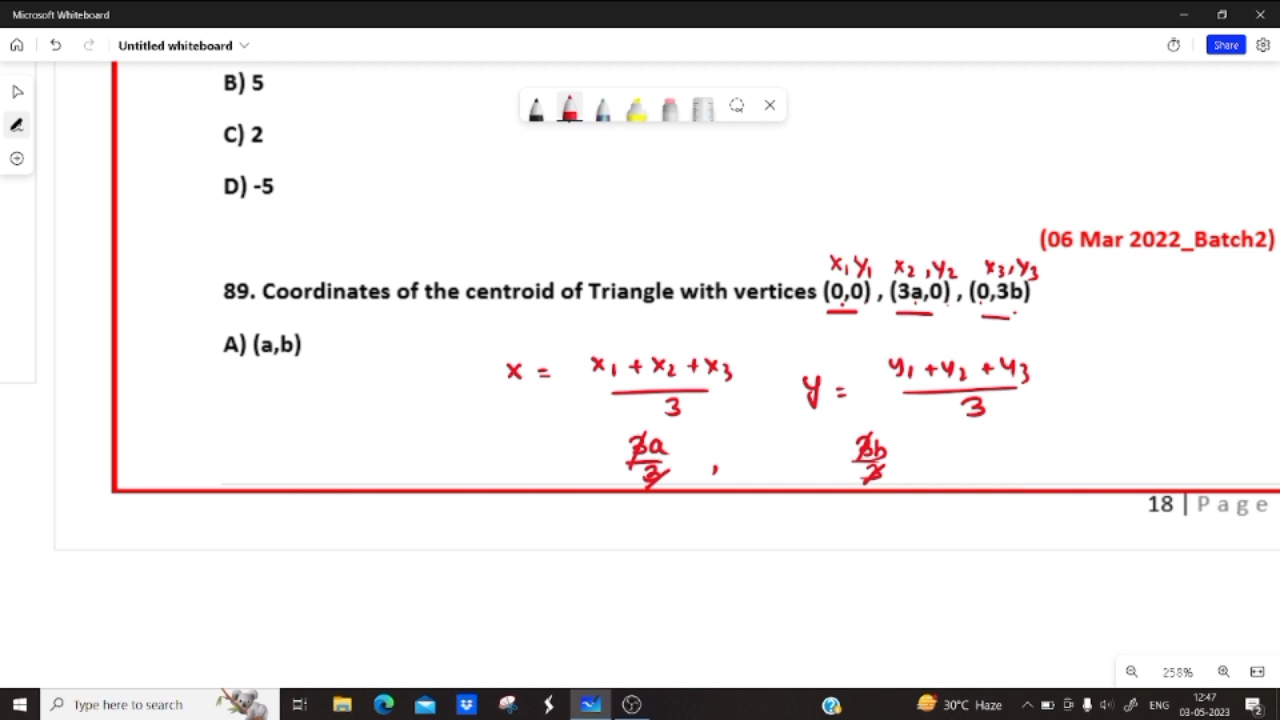 Microsoft Whiteboard
Untitled whiteboard
Share
B) 5
C) 2
D) -5
(06 Mar 2022_Batch2)
x1 y1 x2 , y2 x3 , y3
89. Coordinates of the centroid of Triangle with vertices (0,0) , (3a,0) , (0,3b)
A) (a,b)
x = x1 + x2 + x3 / 3 y = y1 + y2 + y3 / 3
3a / 3 , 3b / 3
18 | Page
258%
Type here to search
30°C Haze
ENG
12:47
03-05-2023
2